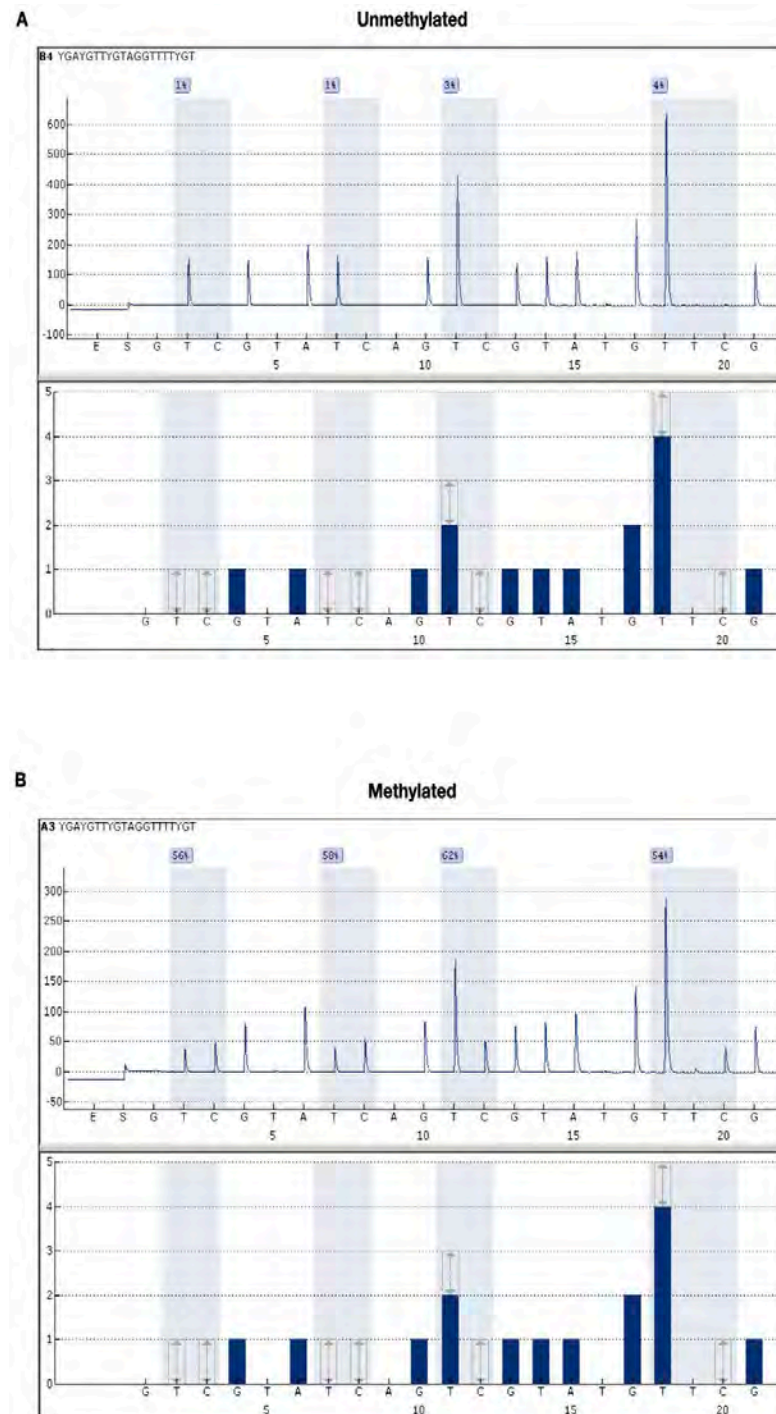 A
Unmethylated
B4 YGAYGTTYGTAGGTTTTYGT
1% 1% 3% 4%
600
500
400
300
200
100
0
-100
E S G T C G T A T C A G T C G T A T G T T C G
5 10 15 20
5
4
3
2
1
0
G T C G T A T C A G T C G T A T G T T C G
5 10 15 20
B
Methylated
A3 YGAYGTTYGTAGGTTTTYGT
56% 58% 62% 54%
300
250
200
150
100
50
0
-50
E S G T C G T A T C A G T C G T A T G T T C G
5 10 15 20
5
4
3
2
1
0
G T C G T A T C A G T C G T A T G T T C G
5 10 15 20